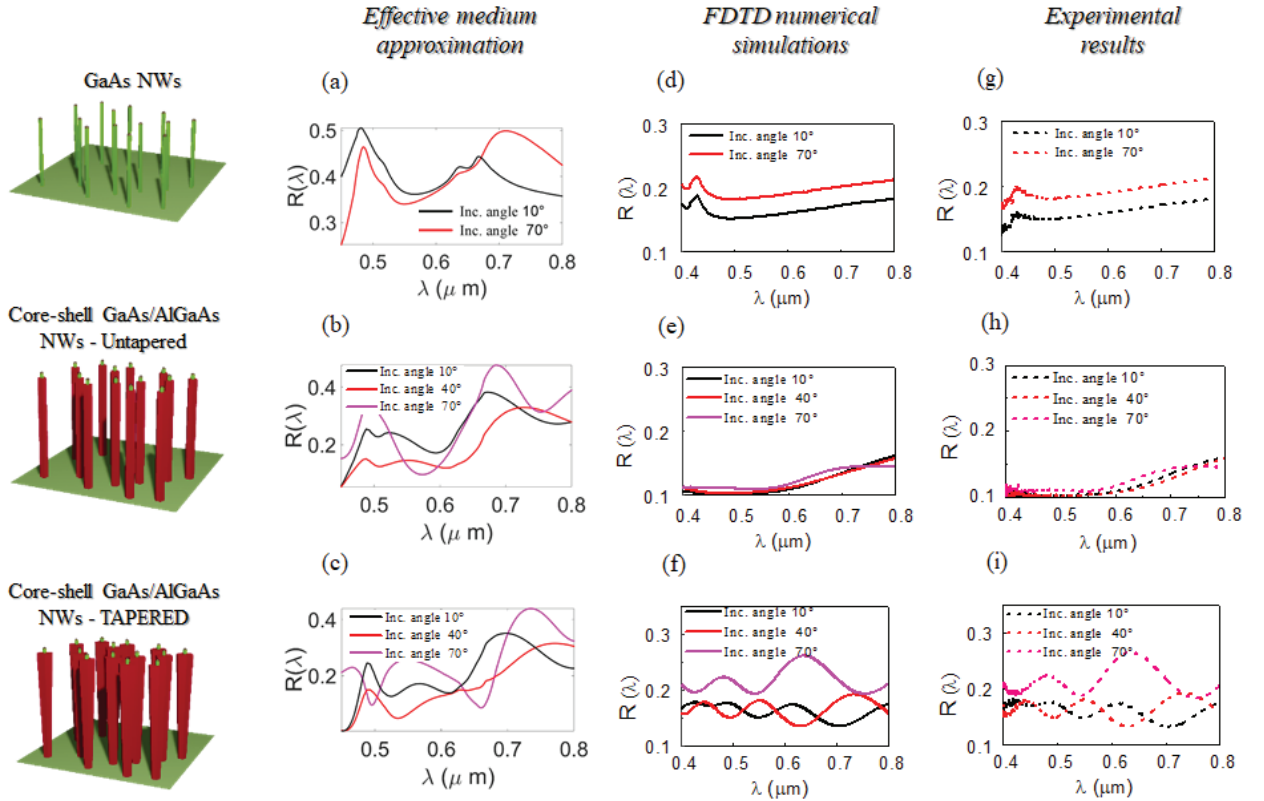 Effective medium
approximation
FDTD numerical
simulations
Experimental
results
GaAs NWs
(a)
R(λ)
0.5
0.4
0.3
Inc. angle 10°
Inc. angle 70°
0.5 0.6 0.7 0.8
λ (μ m)
(d)
R (λ)
0.3
0.2
0.1
Inc. angle 10°
Inc. angle 70°
0.4 0.5 0.6 0.7 0.8
λ (μm)
(g)
R (λ)
0.3
0.2
0.1
Inc. angle 10°
Inc. angle 70°
0.4 0.5 0.6 0.7 0.8
λ (μm)
Core-shell GaAs/AlGaAs
NWs - Untapered
(b)
R(λ)
0.4
0.2
Inc. angle 10°
Inc. angle 40°
Inc. angle 70°
0.5 0.6 0.7 0.8
λ (μ m)
(e)
R (λ)
0.3
0.2
0.1
Inc. angle 10°
Inc. angle 40°
Inc. angle 70°
0.4 0.5 0.6 0.7 0.8
λ (μm)
(h)
R (λ)
0.3
0.2
0.1
Inc. angle 10°
Inc. angle 40°
Inc. angle 70°
0.4 0.5 0.6 0.7 0.8
λ (μm)
Core-shell GaAs/AlGaAs
NWs - TAPERED
(c)
R(λ)
0.4
0.2
Inc. angle 10°
Inc. angle 40°
Inc. angle 70°
0.5 0.6 0.7 0.8
λ (μ m)
(f)
R (λ)
0.3
0.2
0.1
Inc. angle 10°
Inc. angle 40°
Inc. angle 70°
0.4 0.5 0.6 0.7 0.8
λ (μm)
(i)
R (λ)
0.3
0.2
0.1
Inc. angle 10°
Inc. angle 40°
Inc. angle 70°
0.4 0.5 0.6 0.7 0.8
λ (μm)